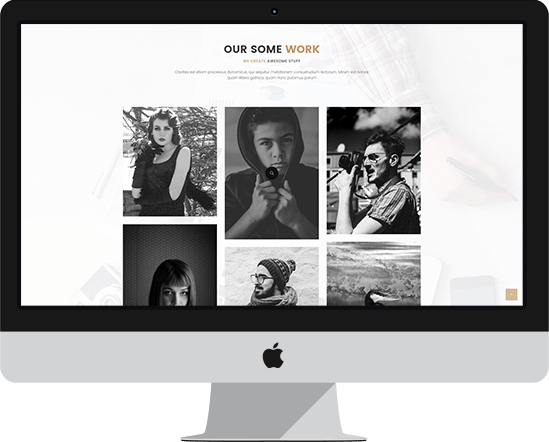 OUR SOME WORK
WE CREATE AWESOME STUFF
Claritas est etiam processus dynamicus, qui sequitur mutationem consuetudium lectorum. Mirum est notare
quam littera gothica, quam nunc putamus parum